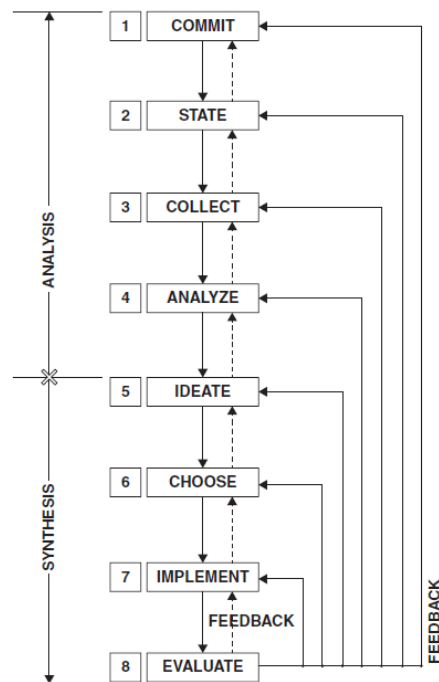 1 COMMIT
2 STATE
3 COLLECT
ANALYSIS
4 ANALYZE
5 IDEATE
6 CHOOSE
SYNTHESIS
7 IMPLEMENT
FEEDBACK
8 EVALUATE
FEEDBACK